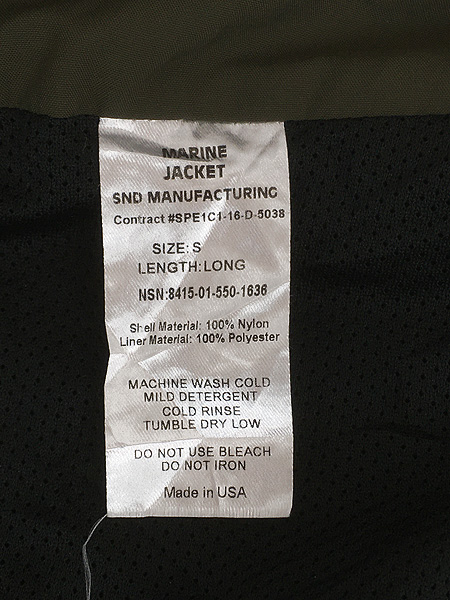 MARINE
JACKET
SND MANUFACTURING
Contract #SPE1C1-16-D-5038
SIZE: S
LENGTH: LONG
NSN:8415-01-550-1636
Shell Material: 100% Nylon
Liner Material: 100% Polyester
MACHINE WASH COLD
MILD DETERGENT
COLD RINSE
TUMBLE DRY LOW
DO NOT USE BLEACH
DO NOT IRON
Made in USA